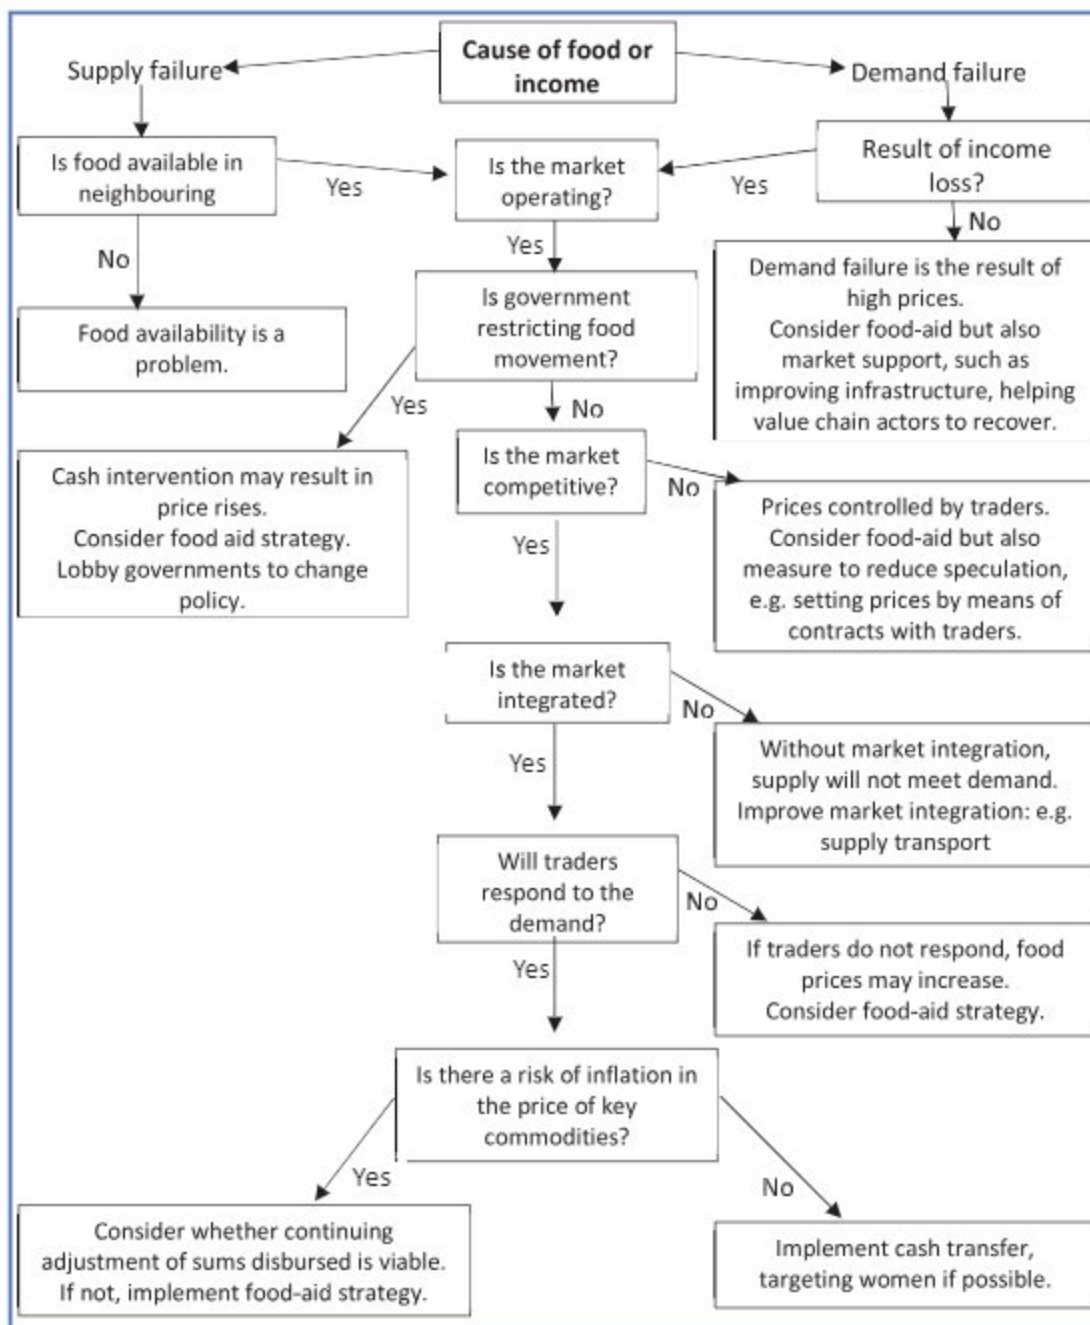 Cause of food or
income
Supply failure
Demand failure
Is food available in
neighbouring
Yes
Is the market
operating?
Yes
Result of income
loss?
No
Yes
No
Food availability is a
problem.
Is government
restricting food
movement?
Demand failure is the result of
high prices.
Consider food-aid but also
market support, such as
improving infrastructure, helping
value chain actors to recover.
Yes
No
Cash intervention may result in
price rises.
Consider food aid strategy.
Lobby governments to change
policy.
Is the market
competitive?
No
Prices controlled by traders.
Consider food-aid but also
measure to reduce speculation,
e.g. setting prices by means of
contracts with traders.
Yes
Is the market
integrated?
No
Without market integration,
supply will not meet demand.
Improve market integration: e.g.
supply transport
Yes
Will traders
respond to the
demand?
No
If traders do not respond, food
prices may increase.
Consider food-aid strategy.
Yes
Is there a risk of inflation in
the price of key
commodities?
Yes
No
Consider whether continuing
adjustment of sums disbursed is viable.
If not, implement food-aid strategy.
Implement cash transfer,
targeting women if possible.